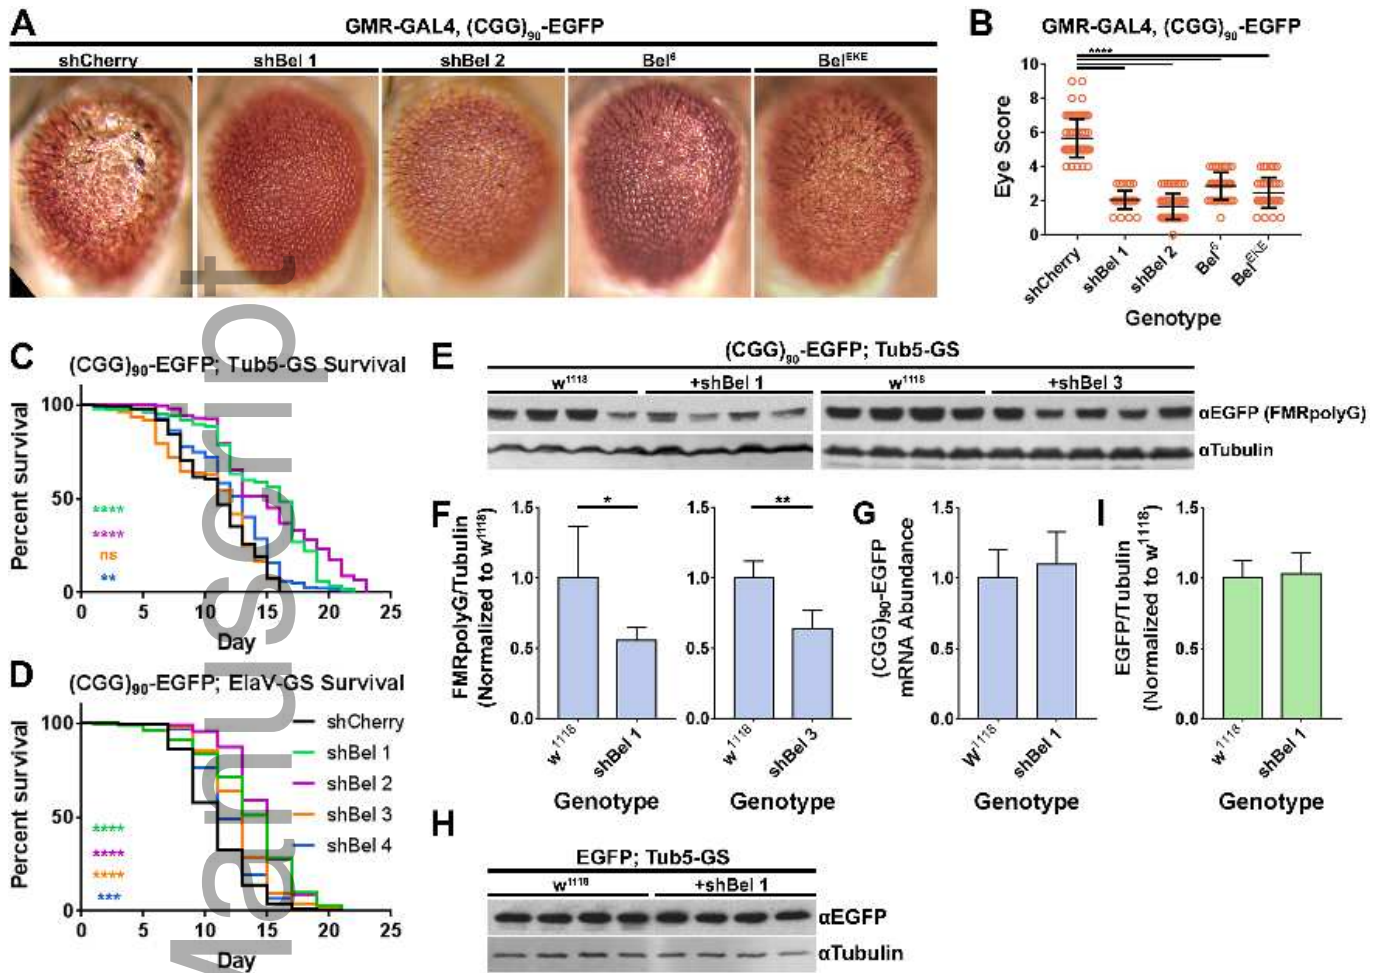 A
GMR-GAL4, (CGG)90-EGFP
shCherry shBel 1 shBel 2 Bel6 BelEKE
B
GMR-GAL4, (CGG)90-EGFP
****
Eye Score
10
8
6
4
2
0
shCherry shBel 1 shBel 2 Bel6 BelEKE
Genotype
C
(CGG)90-EGFP; Tub5-GS Survival
Percent survival
100
50
0
****
****
ns
**
0 5 10 15 20 25
Day
D
(CGG)90-EGFP; ElaV-GS Survival
Percent survival
100
50
0
****
****
****
***
shCherry
shBel 1
shBel 2
shBel 3
shBel 4
0 5 10 15 20 25
Day
E
(CGG)90-EGFP; Tub5-GS
w1118 +shBel 1 w1118 +shBel 3
αEGFP (FMRpolyG)
αTubulin
F
FMRpolyG/Tubulin
(Normalized to w1118)
1.5
1.0
0.5
0.0
*
w1118 shBel 1
Genotype
1.5
1.0
0.5
0.0
**
w1118 shBel 3
Genotype
G
(CGG)90-EGFP
mRNA Abundance
1.5
1.0
0.5
0.0
W1118 shBel 1
Genotype
I
EGFP/Tubulin
(Normalized to w1118)
1.5
1.0
0.5
0.0
w1118 shBel 1
Genotype
H
EGFP; Tub5-GS
w1118 +shBel 1
αEGFP
αTubulin